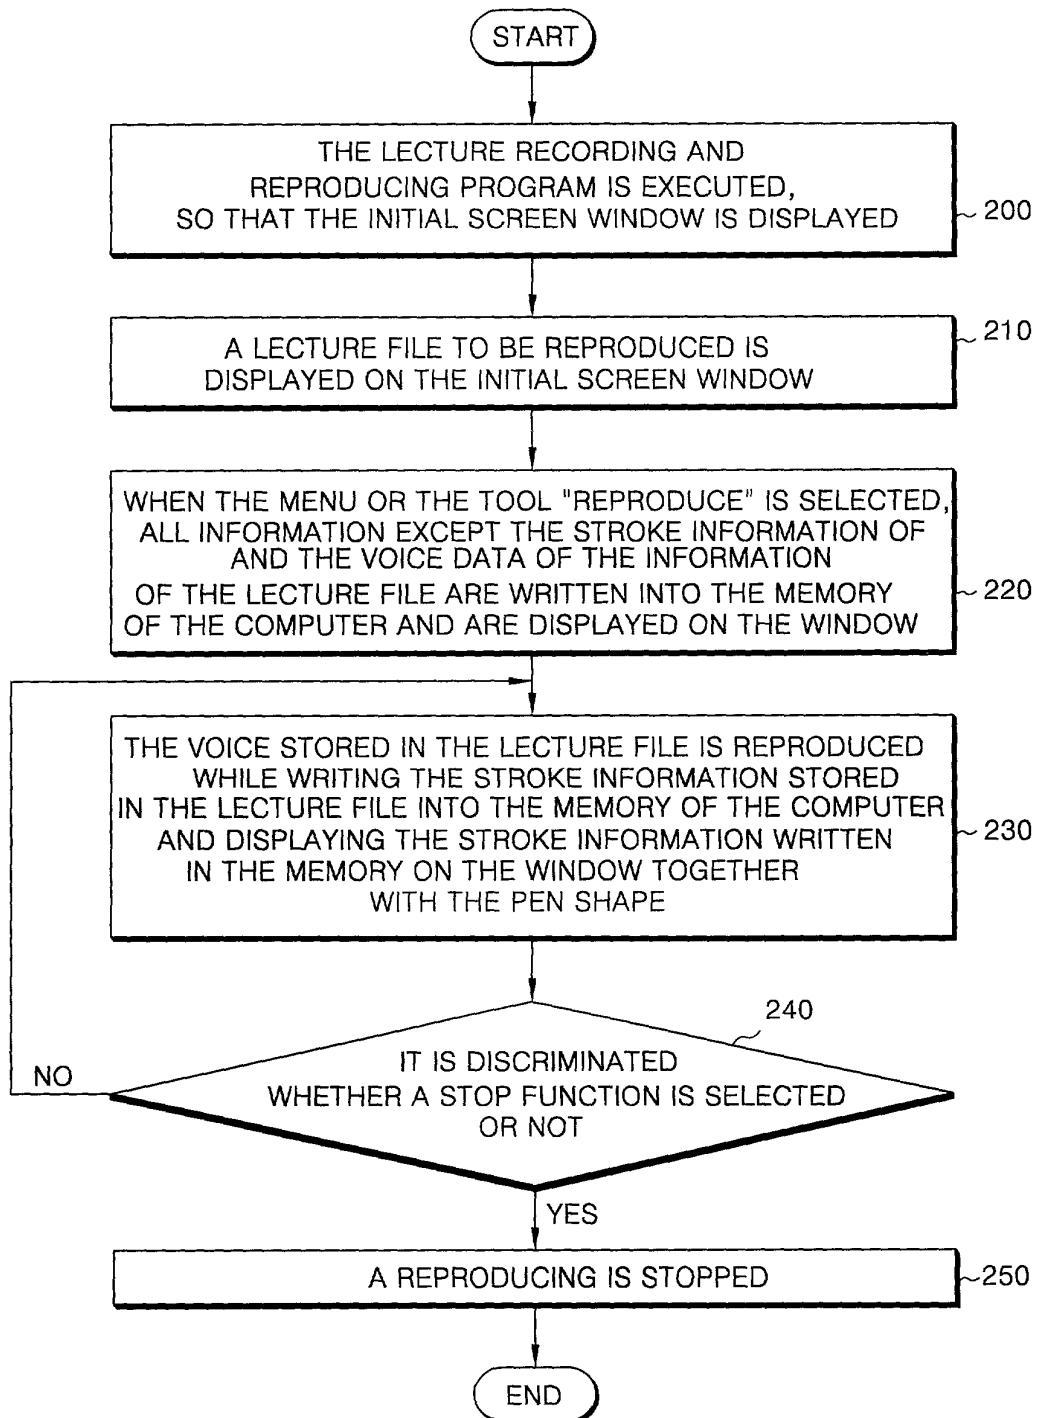 START
THE LECTURE RECORDING AND
REPRODUCING PROGRAM IS EXECUTED,
SO THAT THE INITIAL SCREEN WINDOW IS DISPLAYED
200
A LECTURE FILE TO BE REPRODUCED IS
DISPLAYED ON THE INITIAL SCREEN WINDOW
210
WHEN THE MENU OR THE TOOL "REPRODUCE" IS SELECTED,
ALL INFORMATION EXCEPT THE STROKE INFORMATION OF
AND THE VOICE DATA OF THE INFORMATION
OF THE LECTURE FILE ARE WRITTEN INTO THE MEMORY
OF THE COMPUTER AND ARE DISPLAYED ON THE WINDOW
220
THE VOICE STORED IN THE LECTURE FILE IS REPRODUCED
WHILE WRITING THE STROKE INFORMATION STORED
IN THE LECTURE FILE INTO THE MEMORY OF THE COMPUTER
AND DISPLAYING THE STROKE INFORMATION WRITTEN
IN THE MEMORY ON THE WINDOW TOGETHER
WITH THE PEN SHAPE
230
240
IT IS DISCRIMINATED
WHETHER A STOP FUNCTION IS SELECTED
OR NOT
NO
YES
A REPRODUCING IS STOPPED
250
END